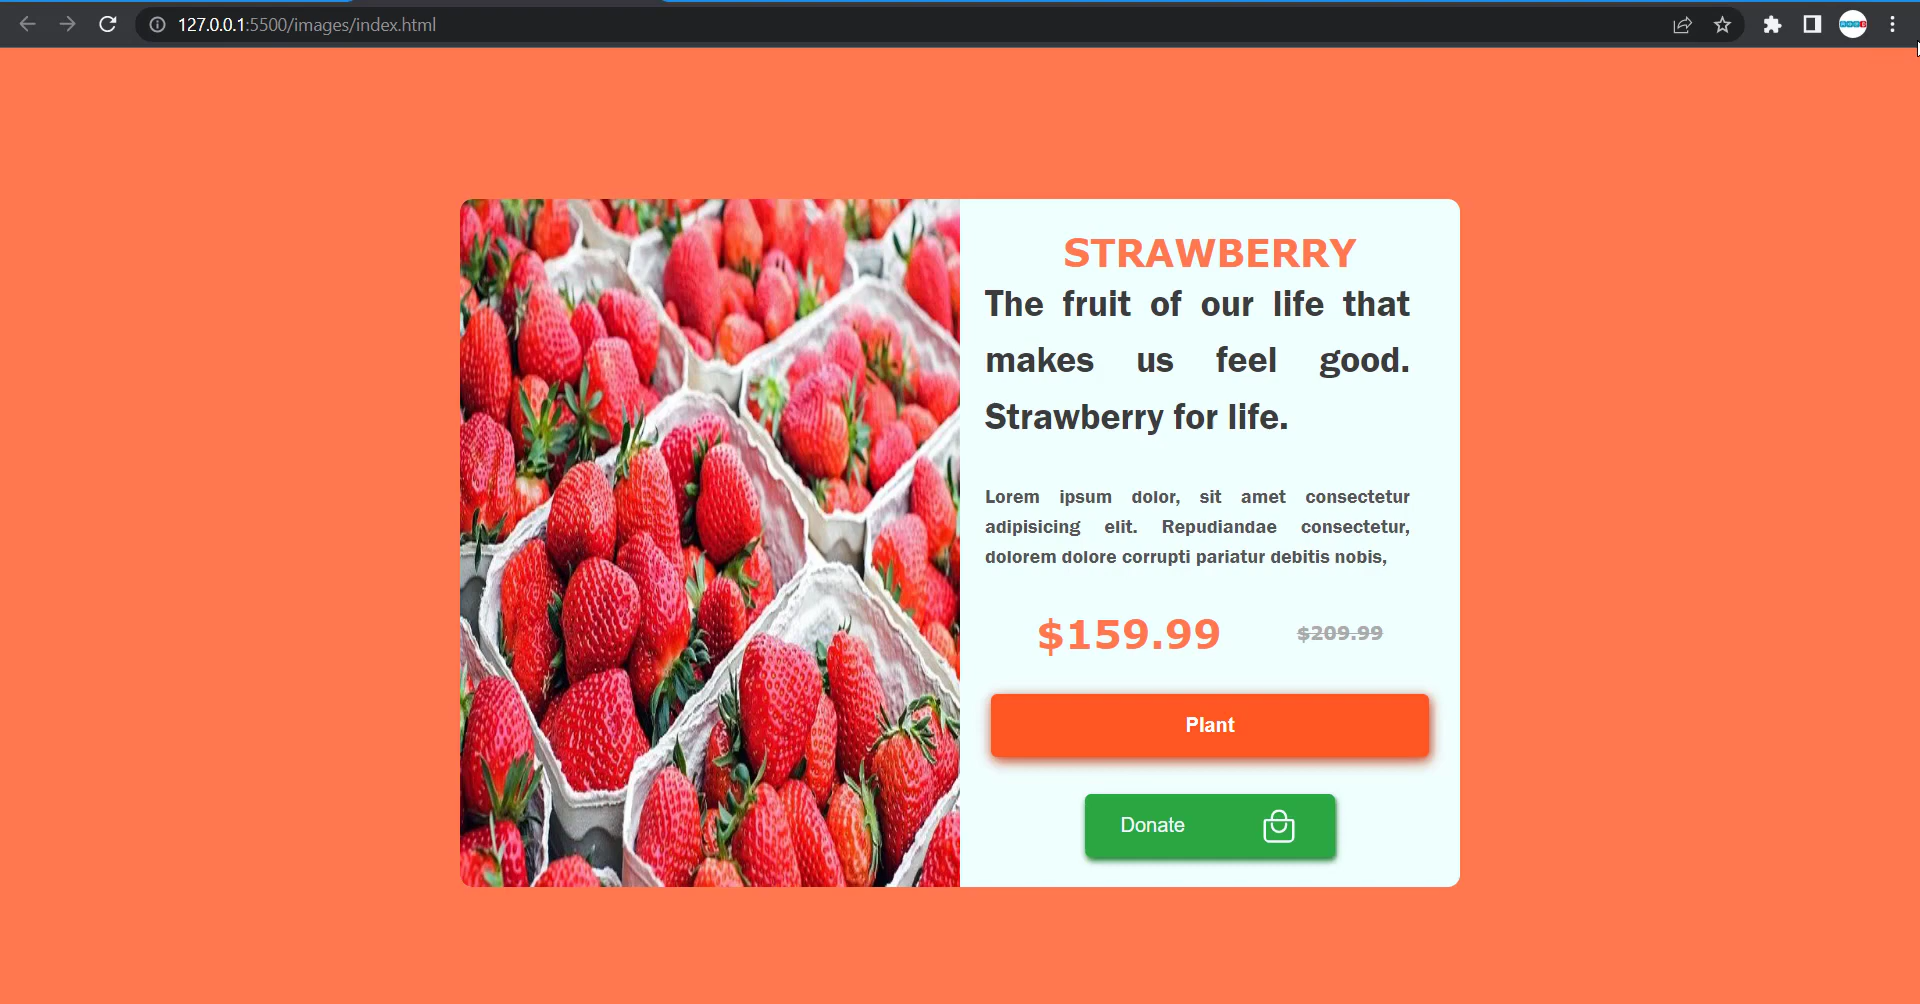 127.0.0.1:5500/images/index.html
STRAWBERRY
The fruit of our life that
makes us feel good.
Strawberry for life.
Lorem ipsum dolor, sit amet consectetur
adipisicing elit. Repudiandae consectetur,
dolorem dolore corrupti pariatur debitis nobis,
$159.99 $209.99
Plant
Donate